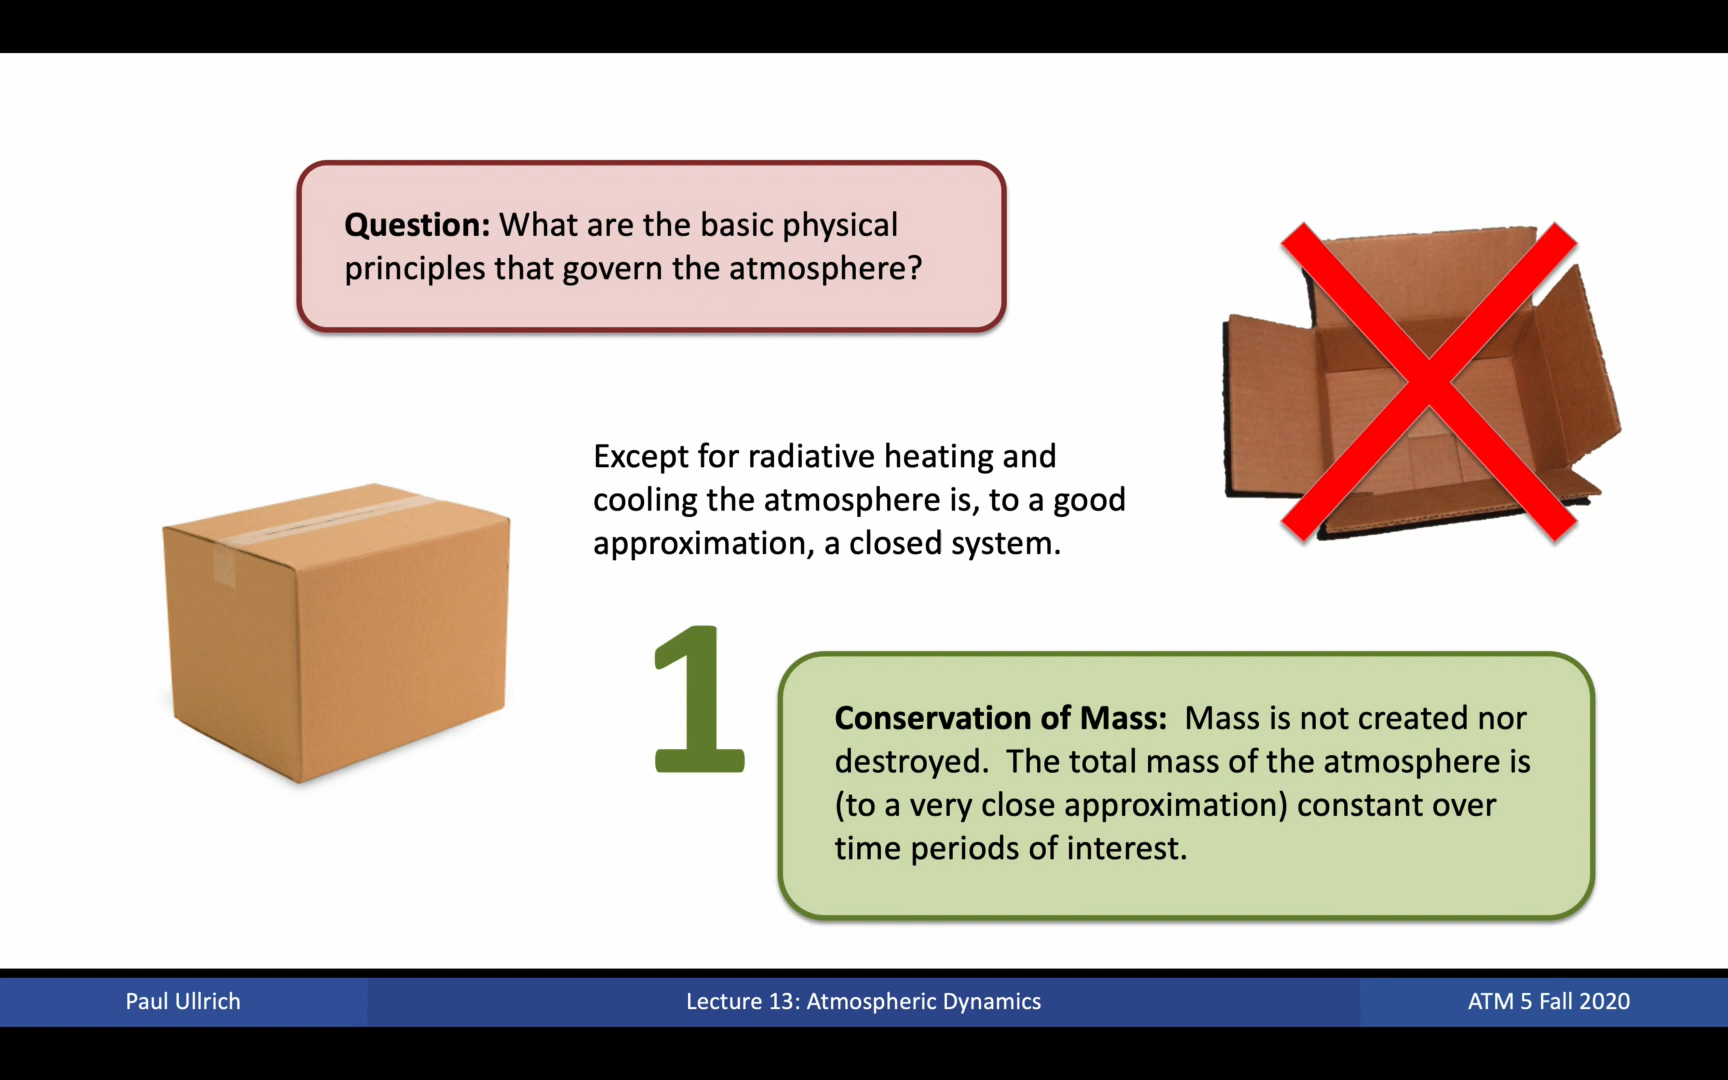 Question: What are the basic physical
principles that govern the atmosphere?
Except for radiative heating and
cooling the atmosphere is, to a good
approximation, a closed system.
1
Conservation of Mass:  Mass is not created nor
destroyed.  The total mass of the atmosphere is
(to a very close approximation) constant over
time periods of interest.
Paul Ullrich
Lecture 13: Atmospheric Dynamics
ATM 5 Fall 2020